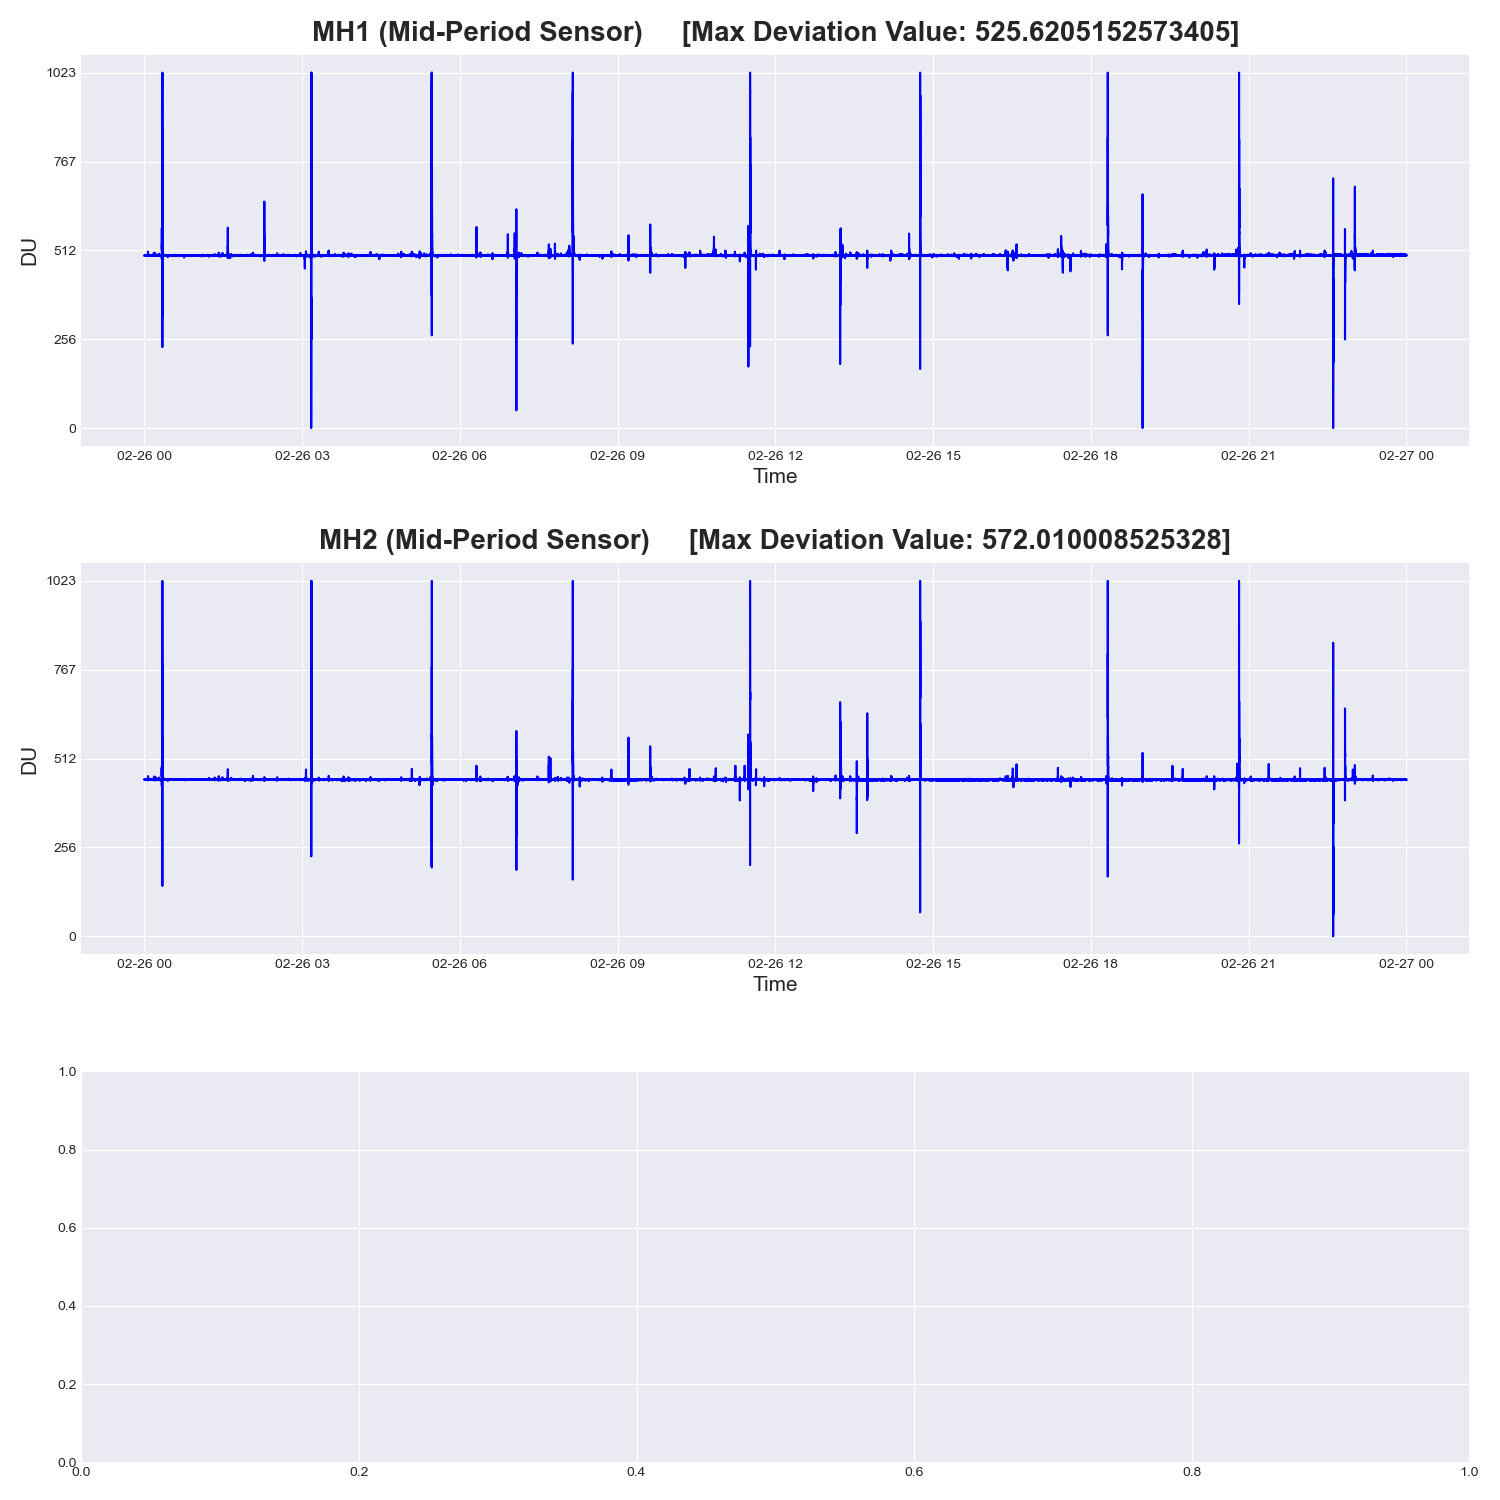 MH1 (Mid-Period Sensor) [Max Deviation Value: 525.6205152573405]
1023
767
512
256
0
DU
02-26 00 02-26 03 02-26 06 02-26 09 02-26 12 02-26 15 02-26 18 02-26 21 02-27 00
Time
MH2 (Mid-Period Sensor) [Max Deviation Value: 572.010008525328]
1023
767
512
256
0
DU
02-26 00 02-26 03 02-26 06 02-26 09 02-26 12 02-26 15 02-26 18 02-26 21 02-27 00
Time
1.0
0.8
0.6
0.4
0.2
0.0
0.0 0.2 0.4 0.6 0.8 1.0